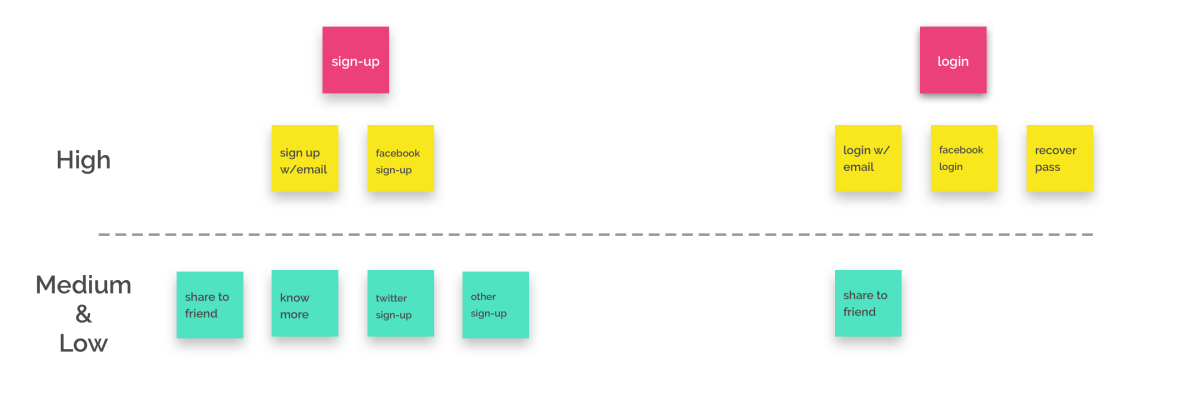 sign-up
login
High
sign up
w/email
facebook
sign-up
login w/
email
facebook
login
recover
pass
Medium
&
Low
share to
friend
know
more
twitter
sign-up
other
sign-up
share to
friend